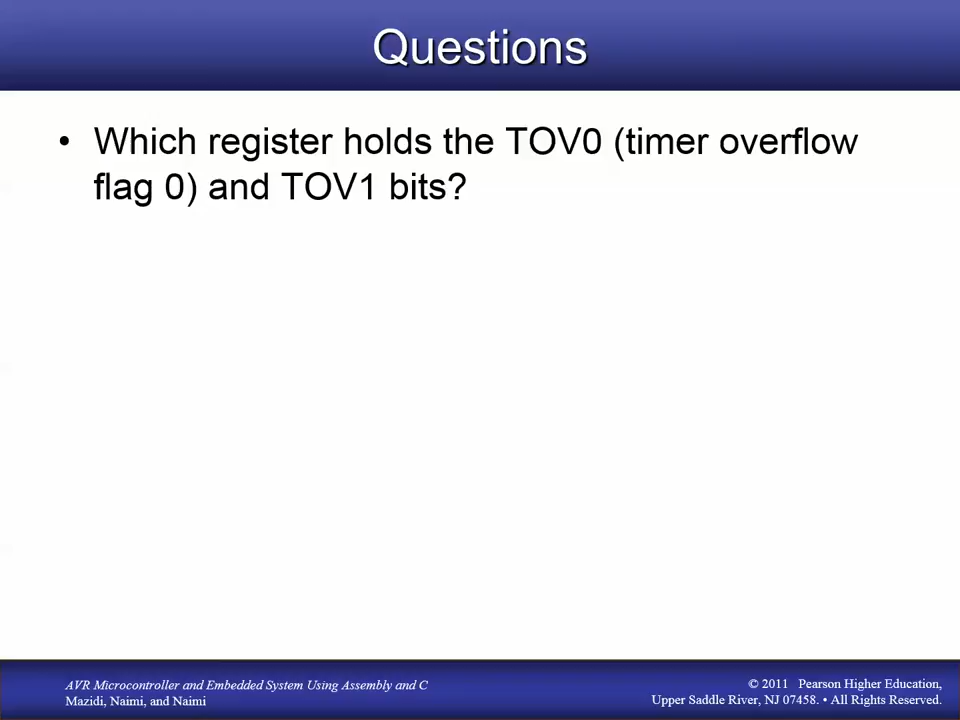 Questions
• Which register holds the TOV0 (timer overflow
flag 0) and TOV1 bits?
AVR Microcontroller and Embedded System Using Assembly and C
Mazidi, Naimi, and Naimi
© 2011 Pearson Higher Education,
Upper Saddle River, NJ 07458. • All Rights Reserved.